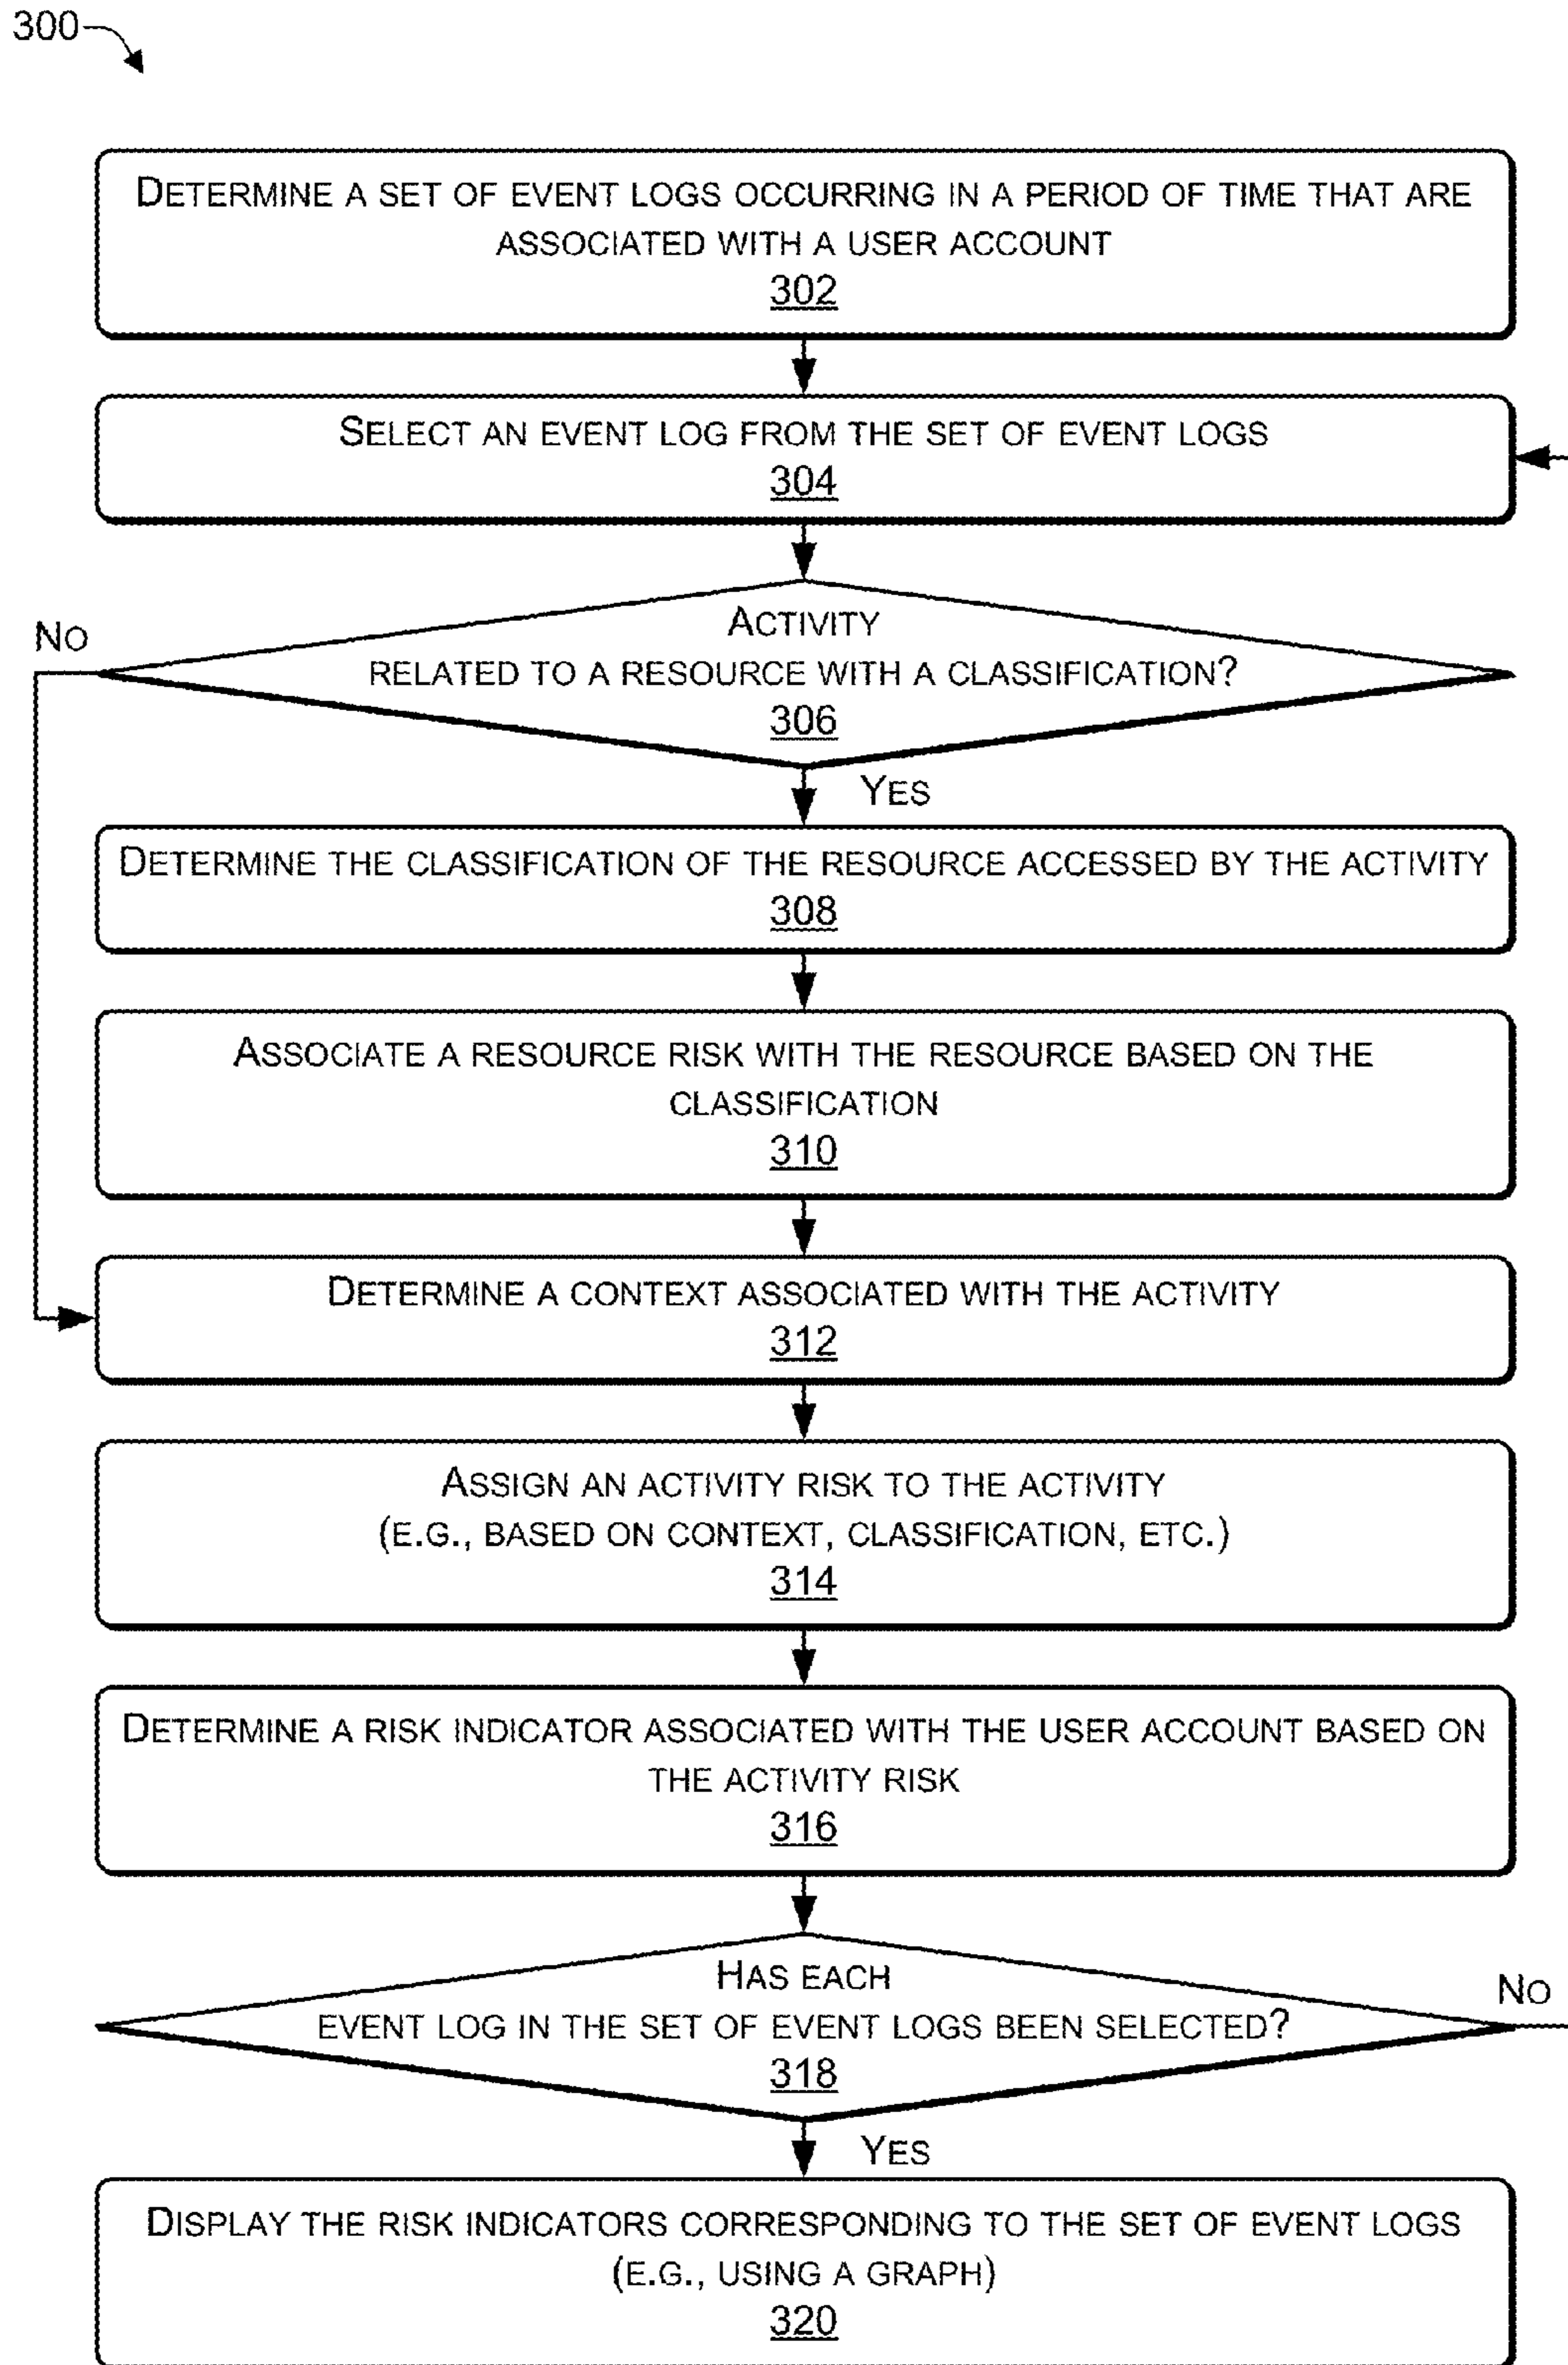 300
DETERMINE A SET OF EVENT LOGS OCCURRING IN A PERIOD OF TIME THAT ARE
ASSOCIATED WITH A USER ACCOUNT
302
SELECT AN EVENT LOG FROM THE SET OF EVENT LOGS
304
ACTIVITY
RELATED TO A RESOURCE WITH A CLASSIFICATION?
306
NO
YES
DETERMINE THE CLASSIFICATION OF THE RESOURCE ACCESSED BY THE ACTIVITY
308
ASSOCIATE A RESOURCE RISK WITH THE RESOURCE BASED ON THE
CLASSIFICATION
310
DETERMINE A CONTEXT ASSOCIATED WITH THE ACTIVITY
312
ASSIGN AN ACTIVITY RISK TO THE ACTIVITY
(E.G., BASED ON CONTEXT, CLASSIFICATION, ETC.)
314
DETERMINE A RISK INDICATOR ASSOCIATED WITH THE USER ACCOUNT BASED ON
THE ACTIVITY RISK
316
HAS EACH
EVENT LOG IN THE SET OF EVENT LOGS BEEN SELECTED?
318
NO
YES
DISPLAY THE RISK INDICATORS CORRESPONDING TO THE SET OF EVENT LOGS
(E.G., USING A GRAPH)
320